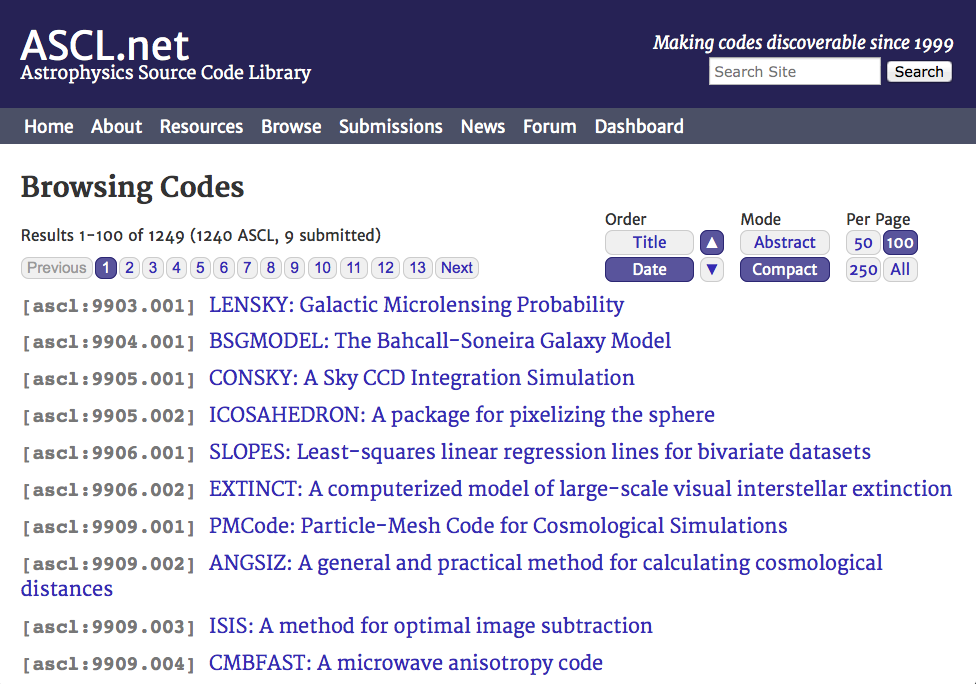 ASCL.net
Astrophysics Source Code Library
Making codes discoverable since 1999
Search Site
Search
Home About Resources Browse Submissions News Forum Dashboard
Browsing Codes
Results 1-100 of 1249 (1240 ASCL, 9 submitted)
Order
Title ▲
Date ▼
Mode
Abstract
Compact
Per Page
50 100
250 All
Previous 1 2 3 4 5 6 7 8 9 10 11 12 13 Next
[ascl:9903.001] LENSKY: Galactic Microlensing Probability
[ascl:9904.001] BSGMODEL: The Bahcall-Soneira Galaxy Model
[ascl:9905.001] CONSKY: A Sky CCD Integration Simulation
[ascl:9905.002] ICOSAHEDRON: A package for pixelizing the sphere
[ascl:9906.001] SLOPES: Least-squares linear regression lines for bivariate datasets
[ascl:9906.002] EXTINCT: A computerized model of large-scale visual interstellar extinction
[ascl:9909.001] PMCode: Particle-Mesh Code for Cosmological Simulations
[ascl:9909.002] ANGSIZ: A general and practical method for calculating cosmological
distances
[ascl:9909.003] ISIS: A method for optimal image subtraction
[ascl:9909.004] CMBFAST: A microwave anisotropy code